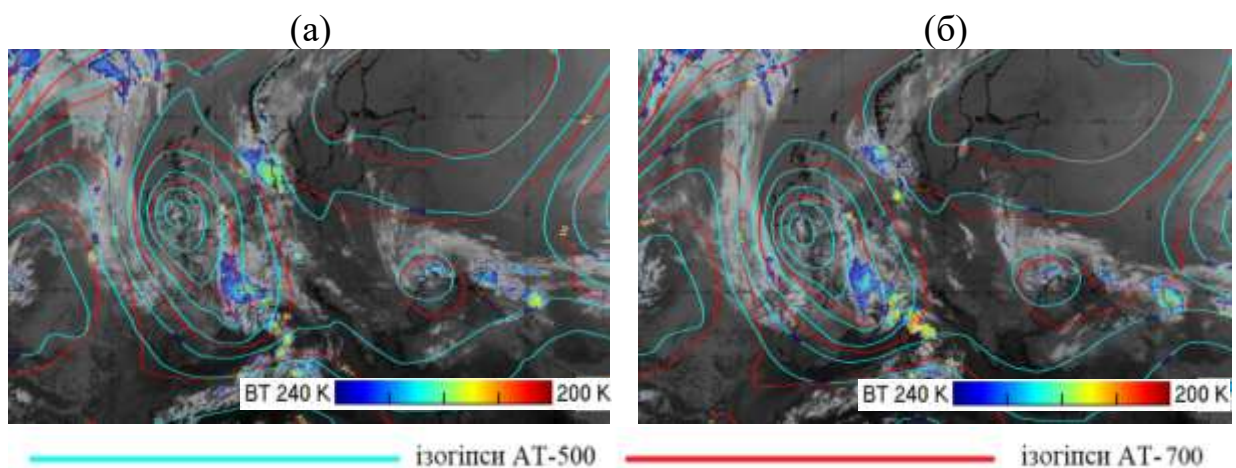 (а) (б)
BT 240 K 200 K BT 240 K 200 K
ізогіпси АТ-500 ізогіпси АТ-700